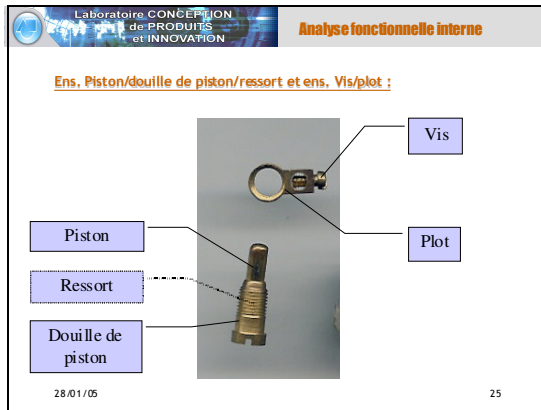 Laboratoire CONCEPTION
de PRODUITS
et INNOVATION
Analyse fonctionnelle interne
Ens. Piston/douille de piston/ressort et ens. Vis/plot :
Vis
Plot
Piston
Ressort
Douille de
piston
28/01/05
25